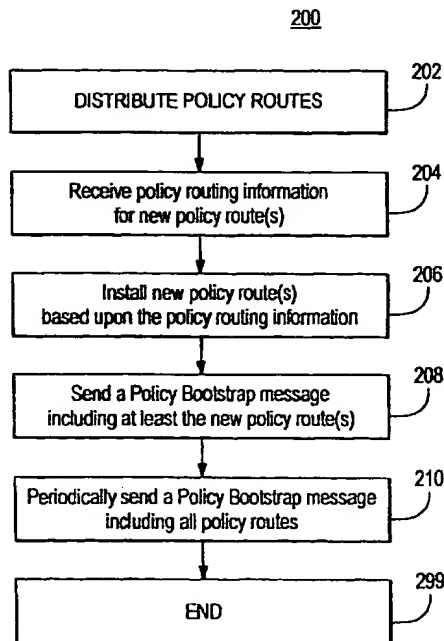 200
202
DISTRIBUTE POLICY ROUTES
204
Receive policy routing information
for new policy route(s)
206
Install new policy route(s)
based upon the policy routing information
208
Send a Policy Bootstrap message
including at least the new policy route(s)
210
Periodically send a Policy Bootstrap message
including all policy routes
299
END